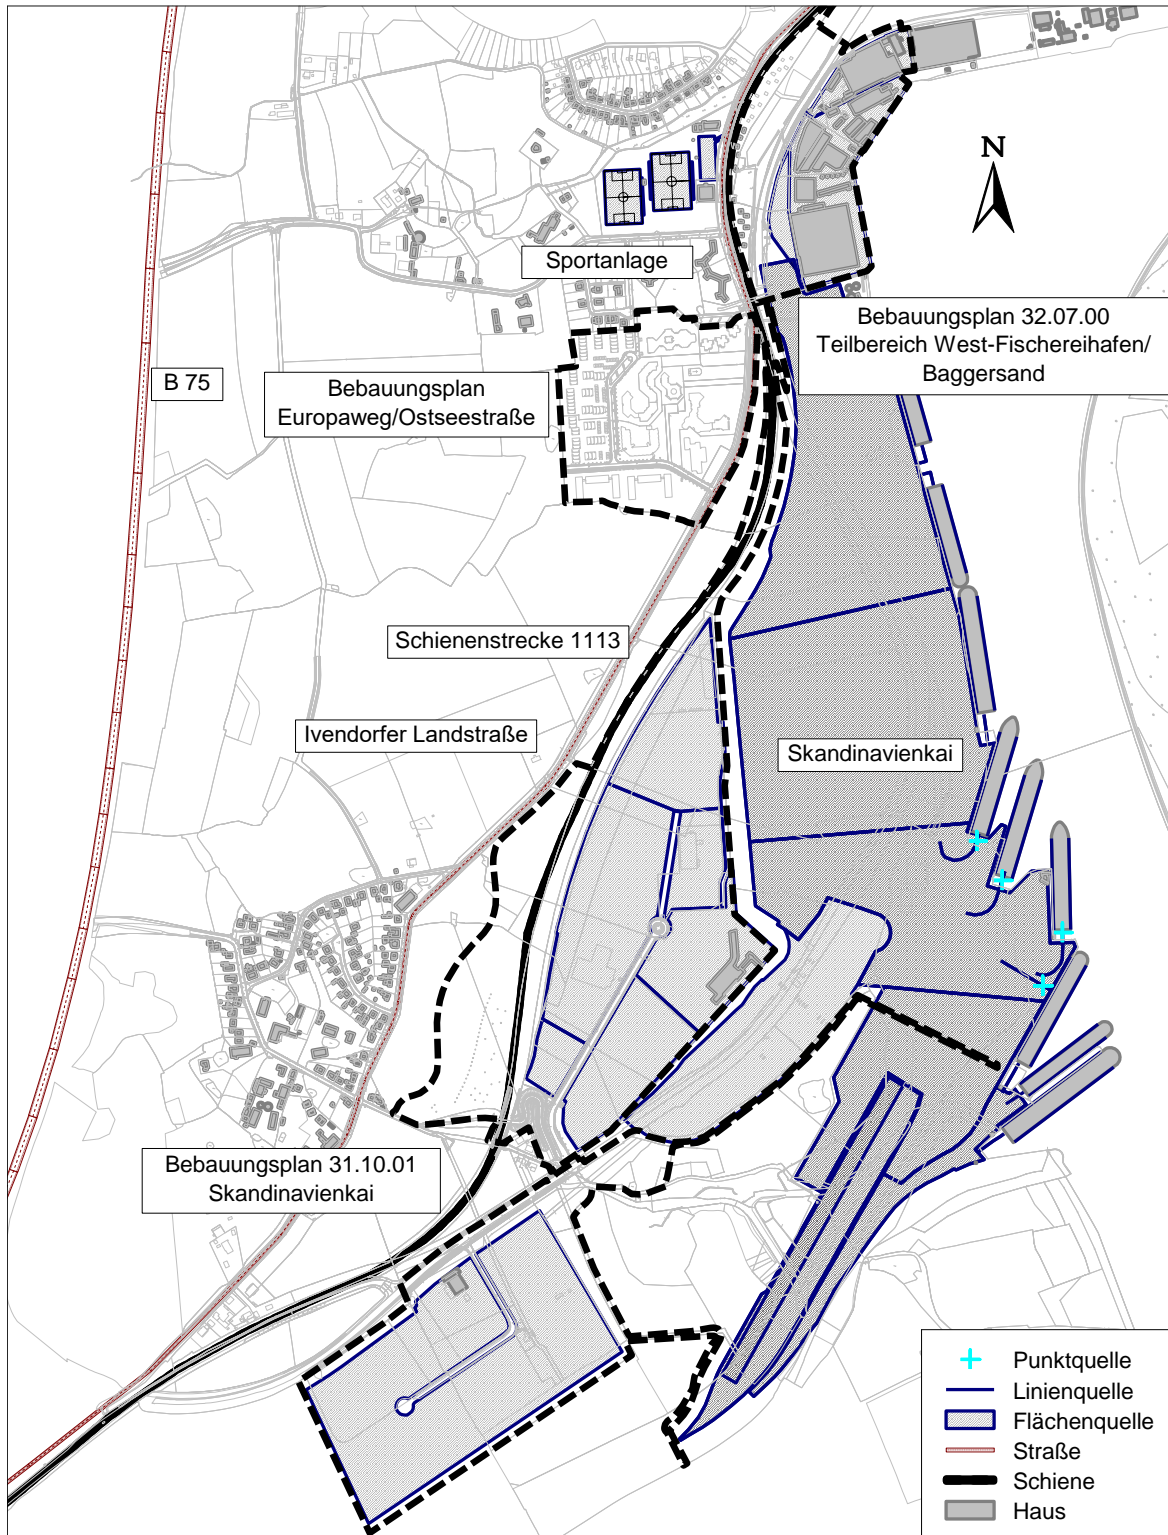 N
Sportanlage
Bebauungsplan 32.07.00
Teilbereich West-Fischereihafen/
Baggersand
B 75
Bebauungsplan
Europaweg/Ostseestraße
Schienenstrecke 1113
Ivendorfer Landstraße
Skandinavienkai
Bebauungsplan 31.10.01
Skandinavienkai
Punktquelle
Linienquelle
Flächenquelle
Straße
Schiene
Haus